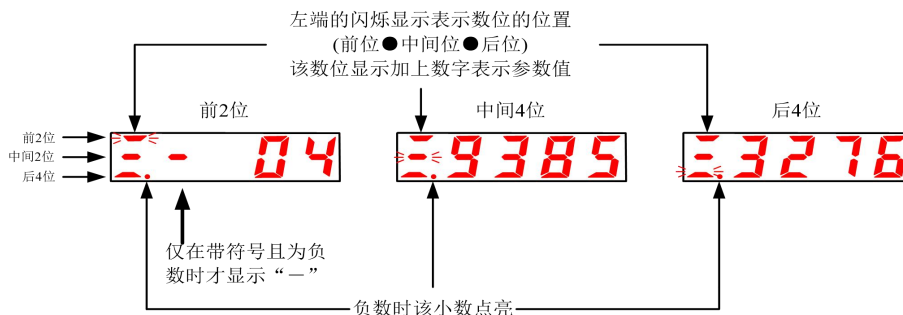 左端的闪烁显示表示数位的位置
(前位●中间位●后位)
该数位显示加上数字表示参数值
前2位
中间4位
后4位
前2位
中间2位
后4位
- 04
9385
3276
仅在带符号且为负
数时才显示“－”
负数时该小数点亮